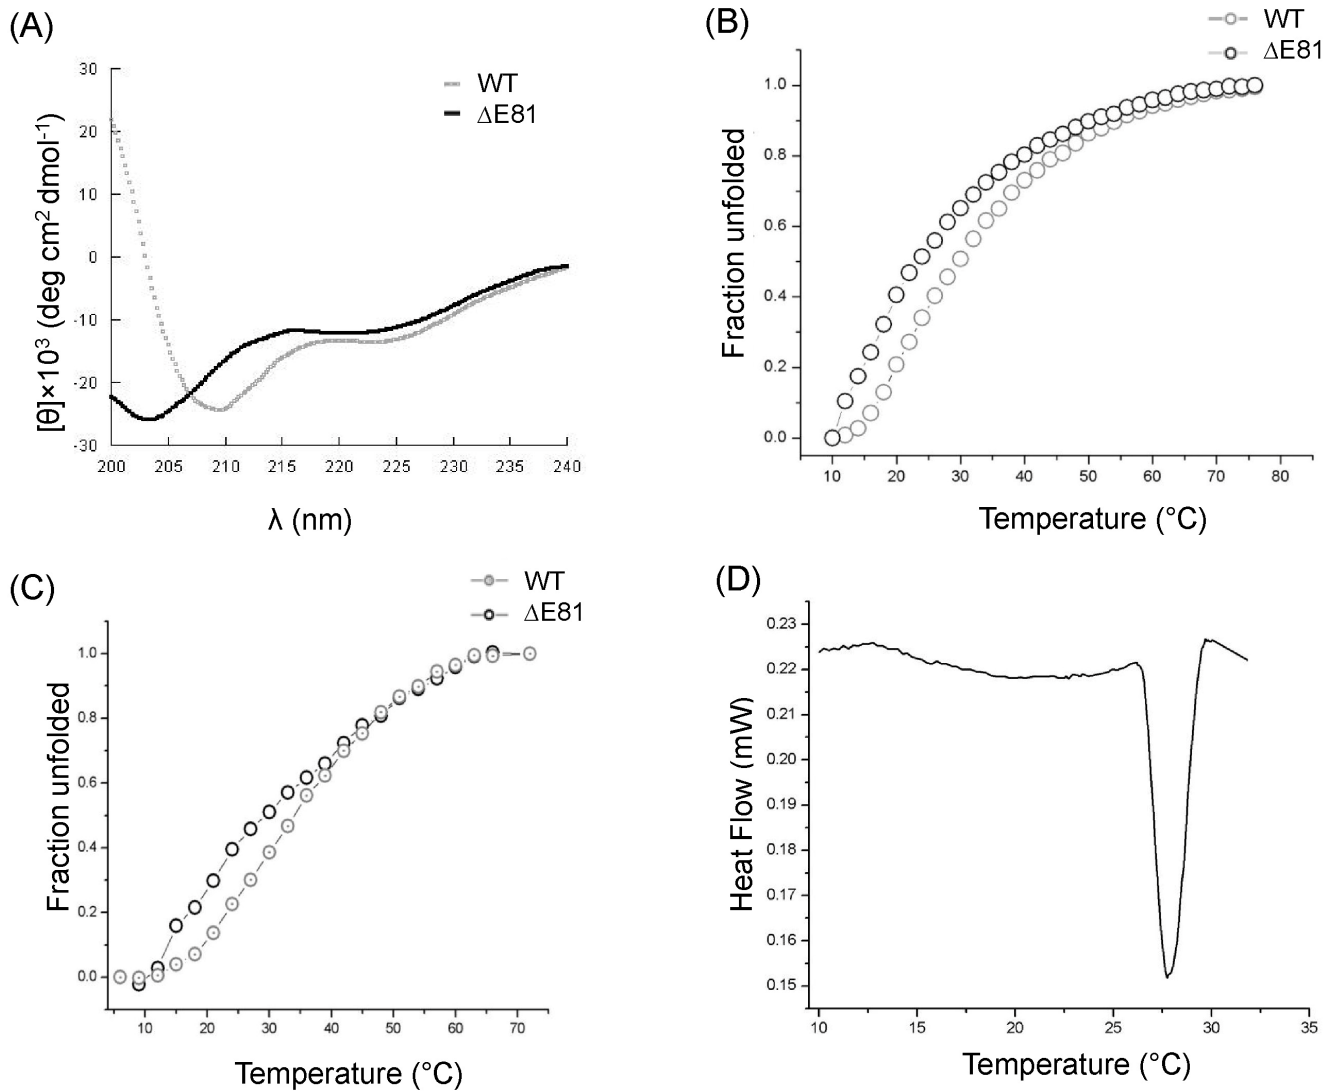 (A)
WT
ΔE81
30
20
10
0
-10
-20
-30
[θ]×10³ (deg cm² dmol⁻¹)
200 205 210 215 220 225 230 235 240
λ (nm)
(B)
WT
ΔE81
1.0
0.8
0.6
0.4
0.2
0.0
Fraction unfolded
10 20 30 40 50 60 70 80
Temperature (°C)
(C)
WT
ΔE81
1.0
0.8
0.6
0.4
0.2
0.0
Fraction unfolded
10 20 30 40 50 60 70
Temperature (°C)
(D)
0.23
0.22
0.21
0.20
0.19
0.18
0.17
0.16
0.15
Heat Flow (mW)
10 15 20 25 30 35
Temperature (°C)